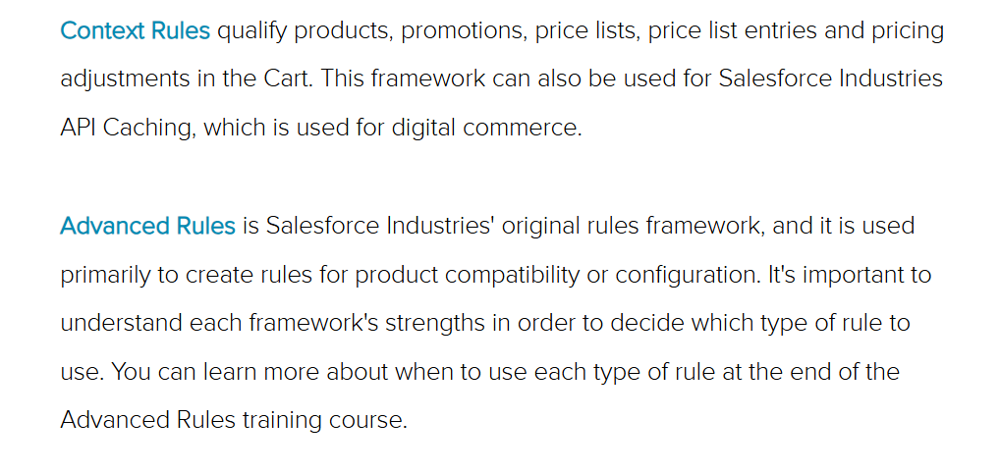 Context Rules qualify products, promotions, price lists, price list entries and pricing
adjustments in the Cart. This framework can also be used for Salesforce Industries
API Caching, which is used for digital commerce.
Advanced Rules is Salesforce Industries' original rules framework, and it is used
primarily to create rules for product compatibility or configuration. It's important to
understand each framework's strengths in order to decide which type of rule to
use. You can learn more about when to use each type of rule at the end of the
Advanced Rules training course.